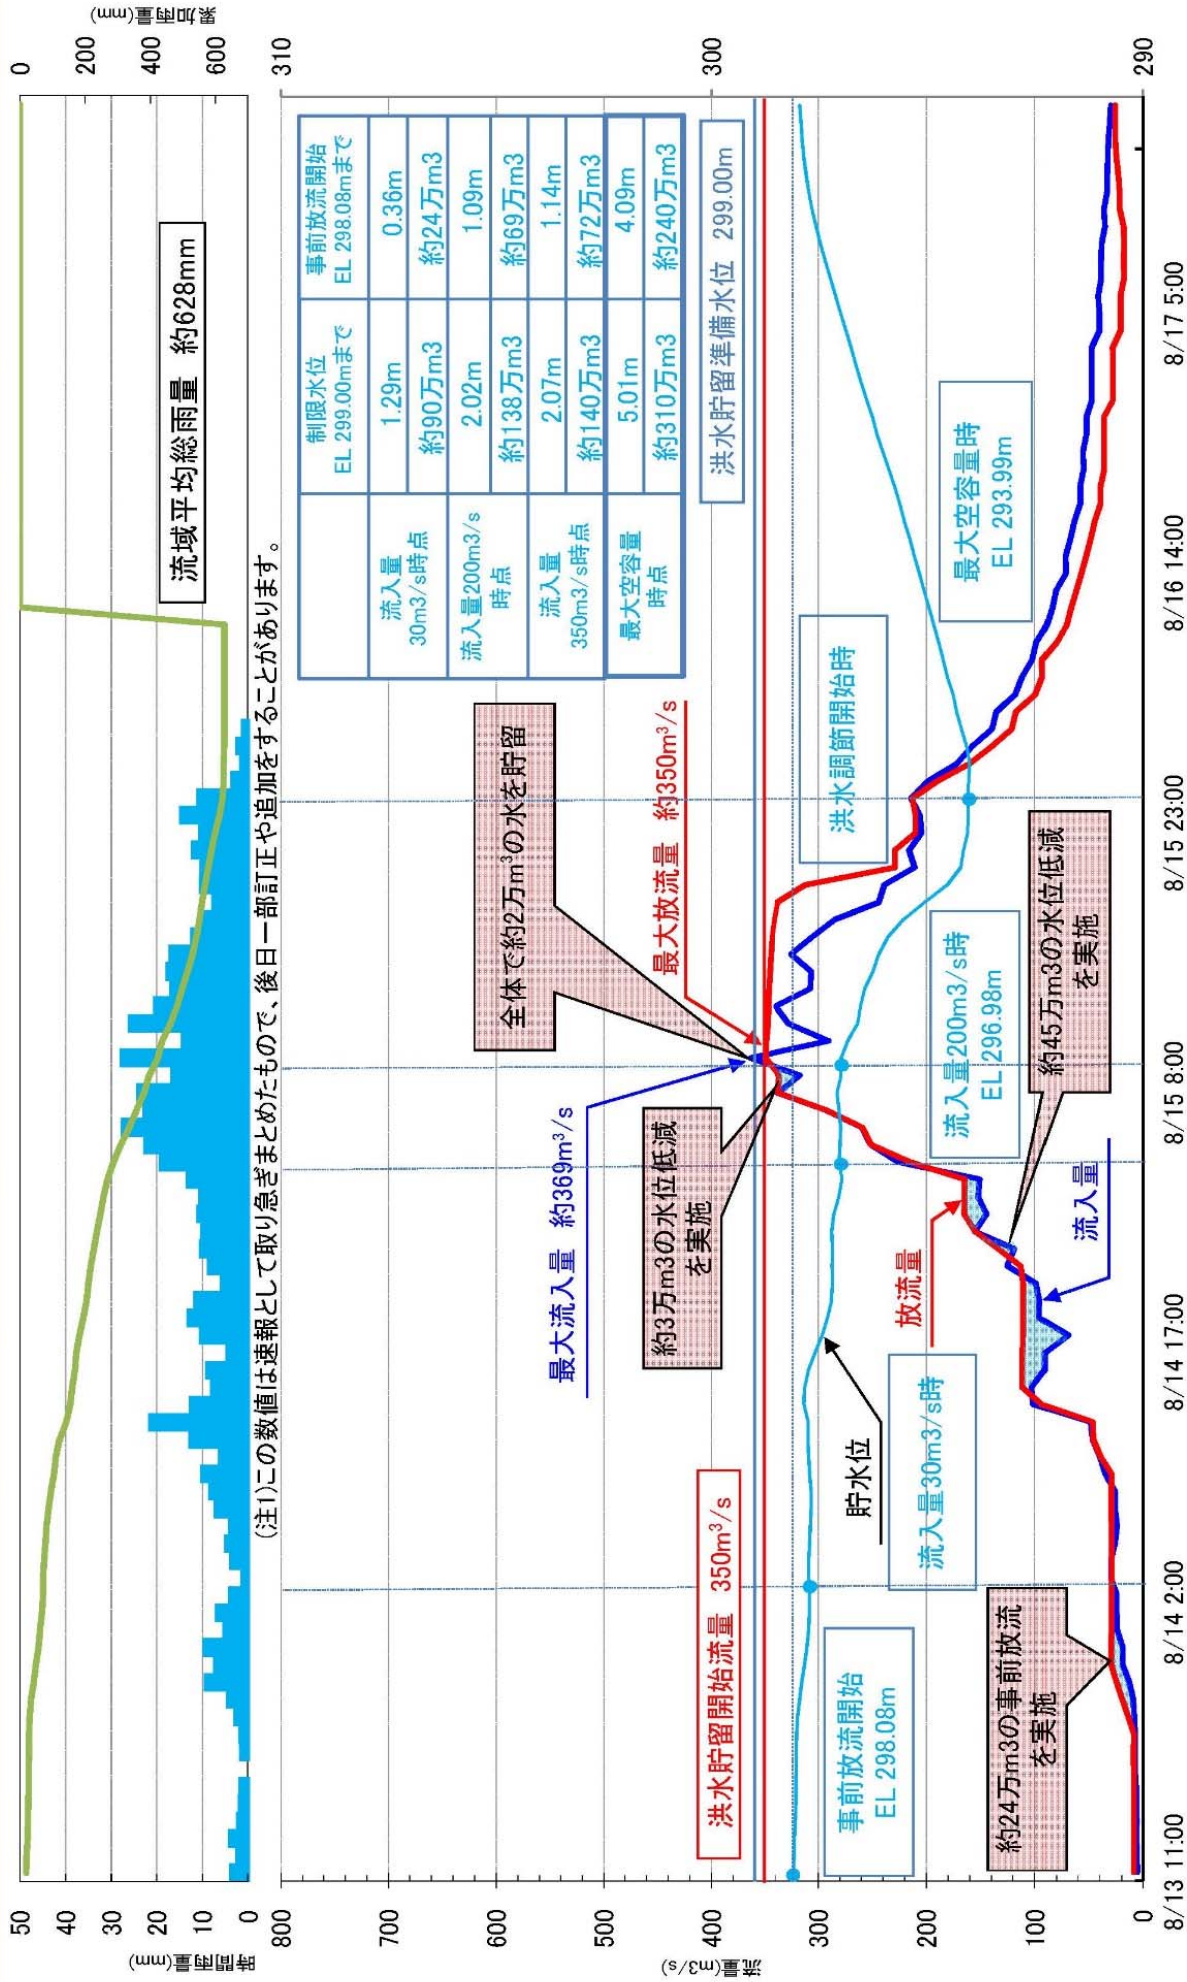 時間雨量(mm)
50
40
30
20
10
0
累加雨量(mm)
0
200
400
600
流域平均総雨量 約628mm
(注1)この数値は速報として取り急ぎまとめたもので、後日一部訂正や追加をすることがあります。
流量(m3/s)
800
700
600
500
400
300
200
100
0
310
300
290
制限水位
EL 299.00mまで
事前放流開始
EL 298.08mまで
流入量
30m3/s時点
1.29m
0.36m
約90万m3
約24万m3
流入量200m3/s
時点
2.02m
1.09m
約138万m3
約69万m3
流入量
350m3/s時点
2.07m
1.14m
約140万m3
約72万m3
最大空容量
時点
5.01m
4.09m
約310万m3
約240万m3
全体で約2万m³の水を貯留
最大流入量 約369m³/s
最大放流量 約350m³/s
約3万m3の水位低減
を実施
洪水貯留開始流量 350m³/s
洪水貯留準備水位 299.00m
洪水調節開始時
事前放流開始
EL 298.08m
貯水位
流入量30m3/s時
放流量
流入量200m3/s時
EL 296.98m
最大空容量時
EL 293.99m
約24万m3の事前放流
を実施
流入量
約45万m3の水位低減
を実施
8/13 11:00
8/14 2:00
8/14 17:00
8/15 8:00
8/15 23:00
8/16 14:00
8/17 5:00